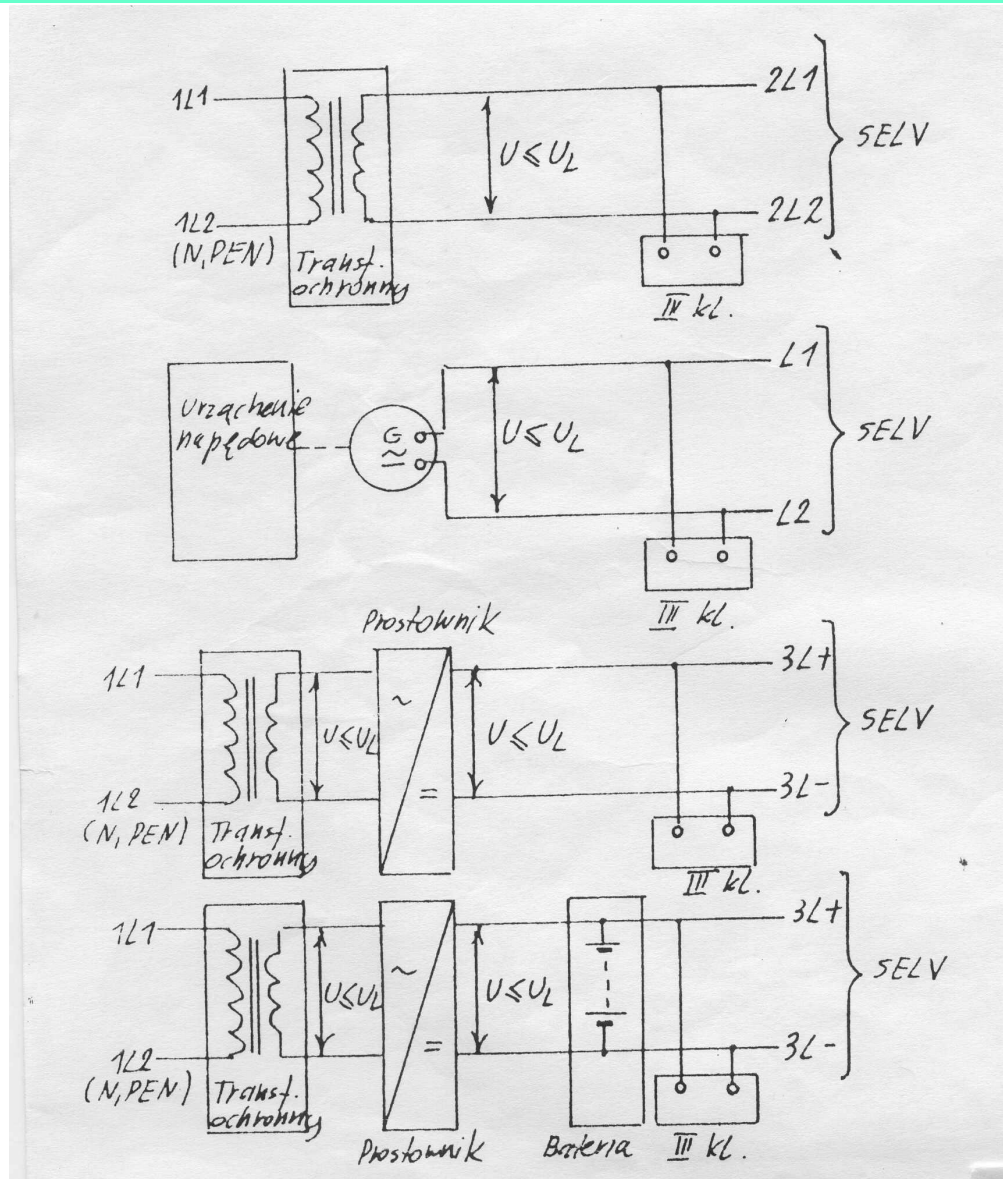 1L1
2L1
U ≤ UL
SELV
1L2
(N, PEN)
2L2
Transf.
ochronny
III kl.
Urządzenie
napędowe
G
≃
U ≤ UL
L1
SELV
L2
III kl.
Prostownik
1L1
3L+
~
U ≤ UL
U ≤ UL
SELV
=
1L2
(N, PEN)
3L-
Transf.
ochronny
III kl.
1L1
3L+
~
U ≤ UL
U ≤ UL
SELV
=
1L2
(N, PEN)
3L-
Transf.
ochronny
Prostownik
Bateria
III kl.